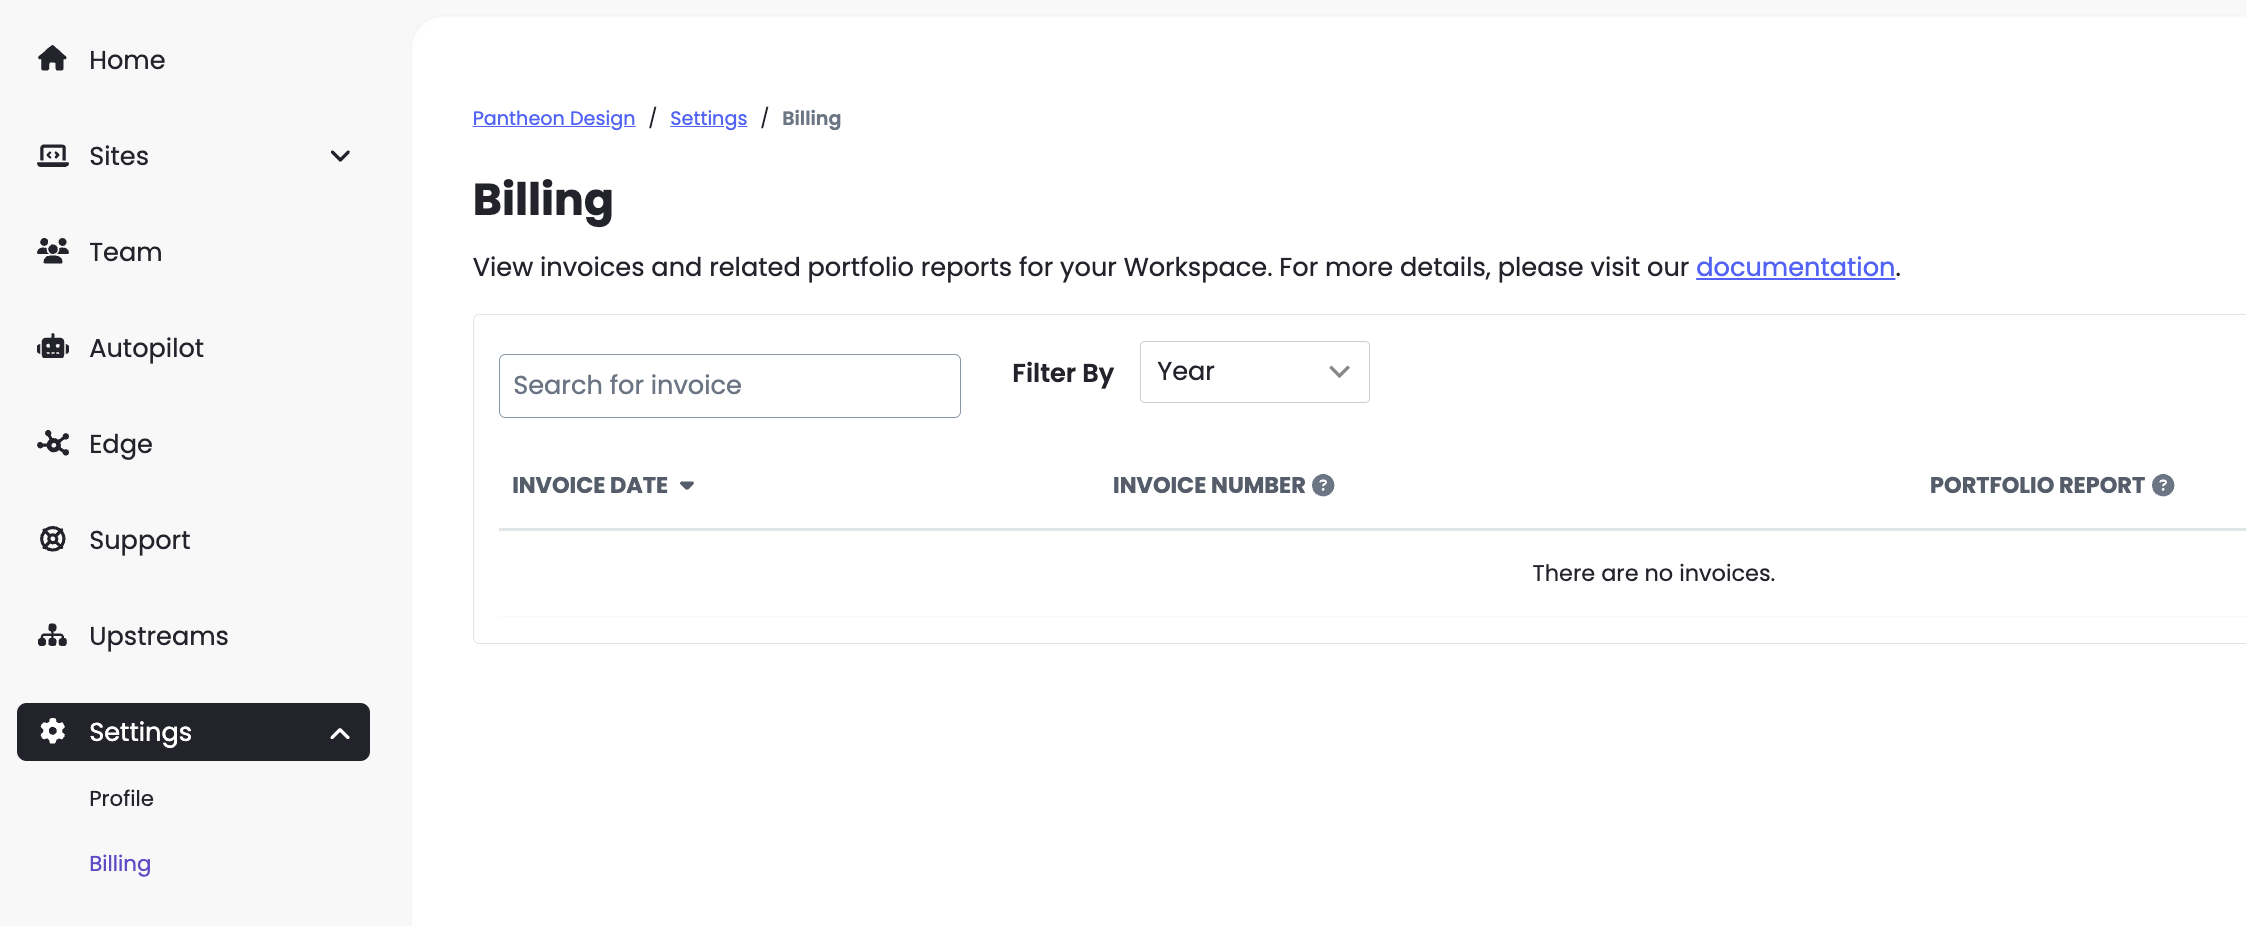 Home
Sites
Team
Autopilot
Edge
Support
Upstreams
Settings
Profile
Billing
Pantheon Design / Settings / Billing
Billing
View invoices and related portfolio reports for your Workspace. For more details, please visit our documentation.
Search for invoice
Filter By Year
INVOICE DATE INVOICE NUMBER ? PORTFOLIO REPORT ?
There are no invoices.